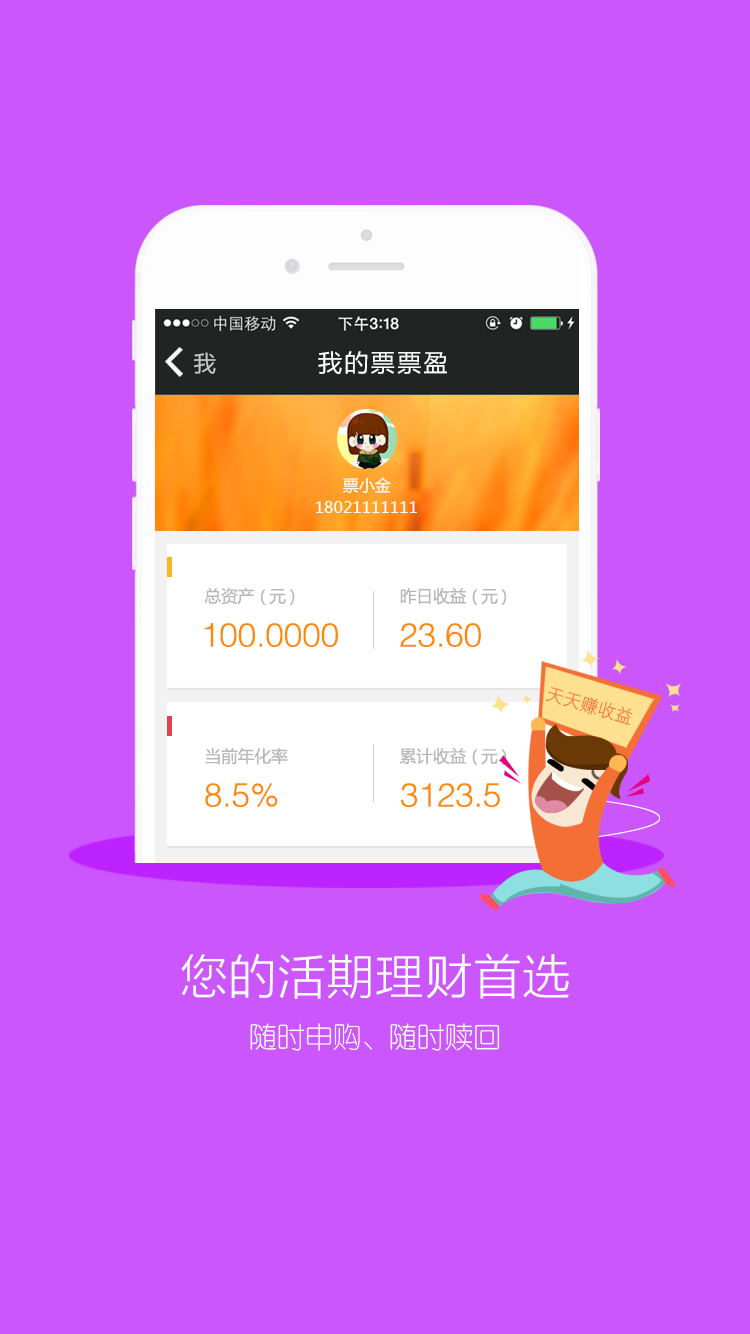 中国移动 下午3:18
我 我的票票盈
票小金
18021111111
总资产（元） 昨日收益（元）
100.0000 23.60
天天赚收益
当前年化率 累计收益（元）
8.5% 3123.5
您的活期理财首选
随时申购、随时赎回